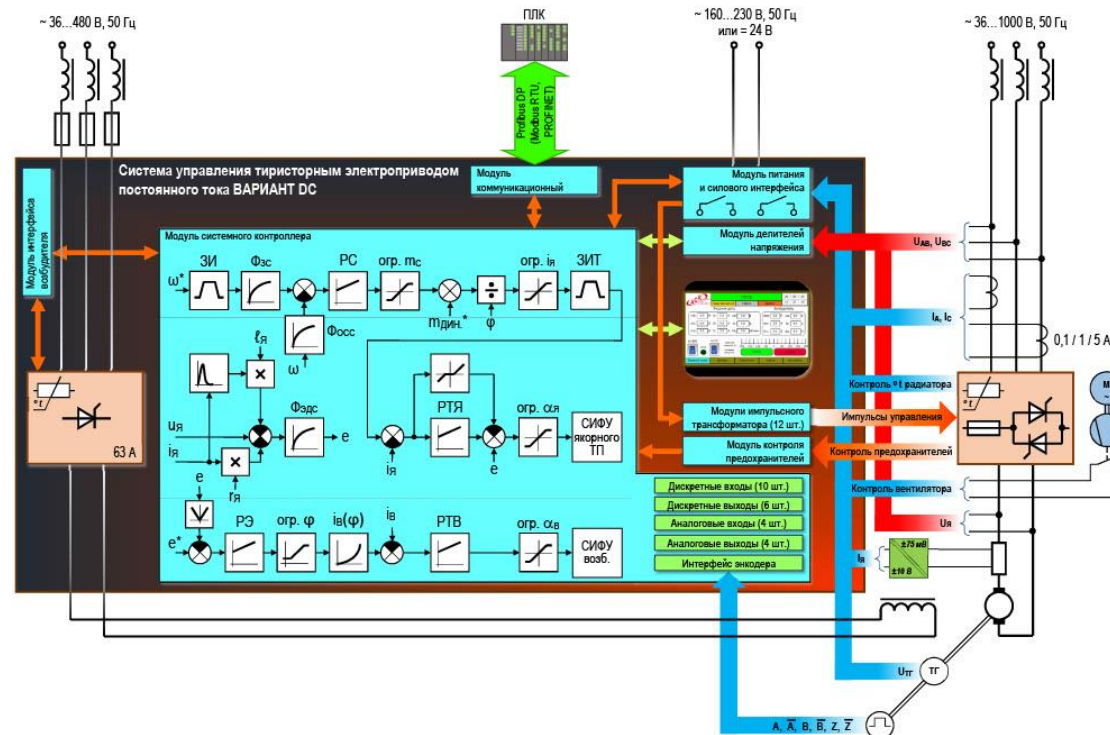 ~ 36...480 В, 50 Гц
ПЛК
~ 160...230 В, 50 Гц
или = 24 В
~ 36...1000 В, 50 Гц
Profibus DP
(Modbus RTU,
PROFINET)
Система управления тиристорным электроприводом
постоянного тока ВАРИАНТ DC
Модуль
коммуникационный
Модуль питания
и силового интерфейса
Модуль интерфейса
возбудителя
Модуль системного контроллера
Модуль делителей
напряжения
UАВ, UВС
ЗИ
Фзс
РС
огр. mс
огр. iя
ЗИТ
ω*
mдин.*
φ
Фосс
ω
ℓя
IА, IС
0,1 / 1 / 5 А
° t
63 А
Контроль ° t радиатора
° t
М
~
Модули импульсного
трансформатора (12 шт.)
Импульсы управления
Модуль контроля
предохранителей
Контроль предохранителей
РТЯ
огр. αя
СИФУ
якорного
ТП
uя
iя
Фэдс
е
rя
iя
е
е
Контроль вентилятора
Uя
Дискретные входы (10 шт.)
Дискретные выходы (6 шт.)
Аналоговые входы (4 шт.)
Аналоговые выходы (4 шт.)
Интерфейс энкодера
РЭ
огр. φ
iв(φ)
iв
РТВ
огр. αв
е*
СИФУ
возб.
Iя
±75 мВ
±10 В
UТГ
ТГ
A, A̅, B, B̅, Z, Z̅